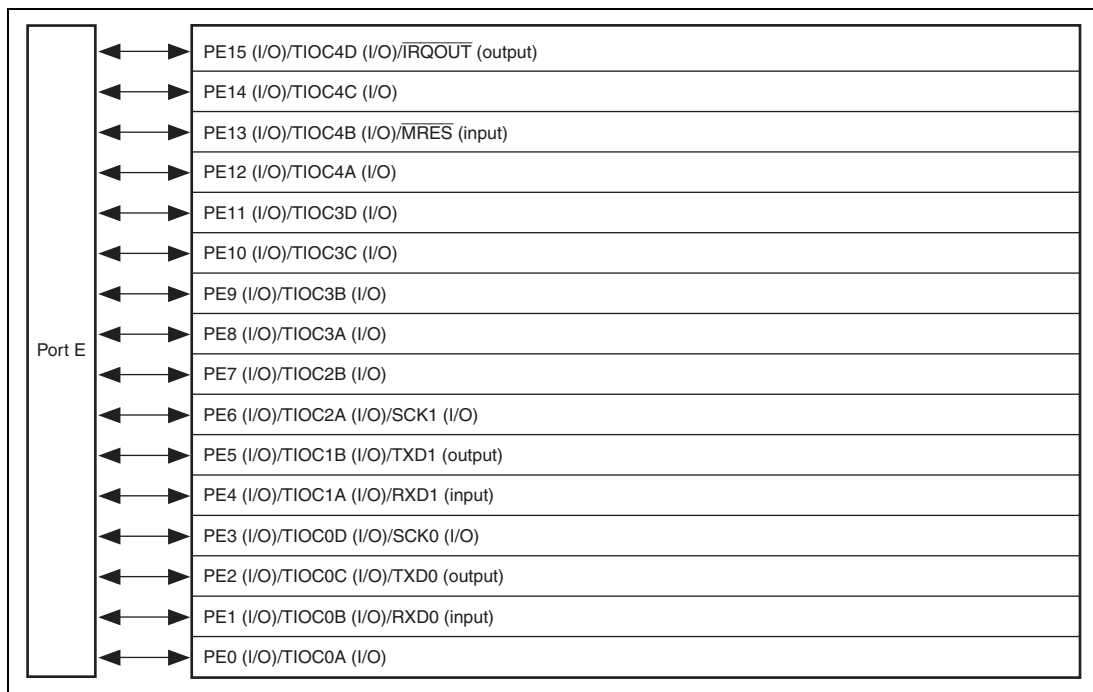 Port E
PE15 (I/O)/TIOC4D (I/O)/I̅R̅Q̅O̅U̅T̅ (output)
PE14 (I/O)/TIOC4C (I/O)
PE13 (I/O)/TIOC4B (I/O)/M̅R̅E̅S̅ (input)
PE12 (I/O)/TIOC4A (I/O)
PE11 (I/O)/TIOC3D (I/O)
PE10 (I/O)/TIOC3C (I/O)
PE9 (I/O)/TIOC3B (I/O)
PE8 (I/O)/TIOC3A (I/O)
PE7 (I/O)/TIOC2B (I/O)
PE6 (I/O)/TIOC2A (I/O)/SCK1 (I/O)
PE5 (I/O)/TIOC1B (I/O)/TXD1 (output)
PE4 (I/O)/TIOC1A (I/O)/RXD1 (input)
PE3 (I/O)/TIOC0D (I/O)/SCK0 (I/O)
PE2 (I/O)/TIOC0C (I/O)/TXD0 (output)
PE1 (I/O)/TIOC0B (I/O)/RXD0 (input)
PE0 (I/O)/TIOC0A (I/O)